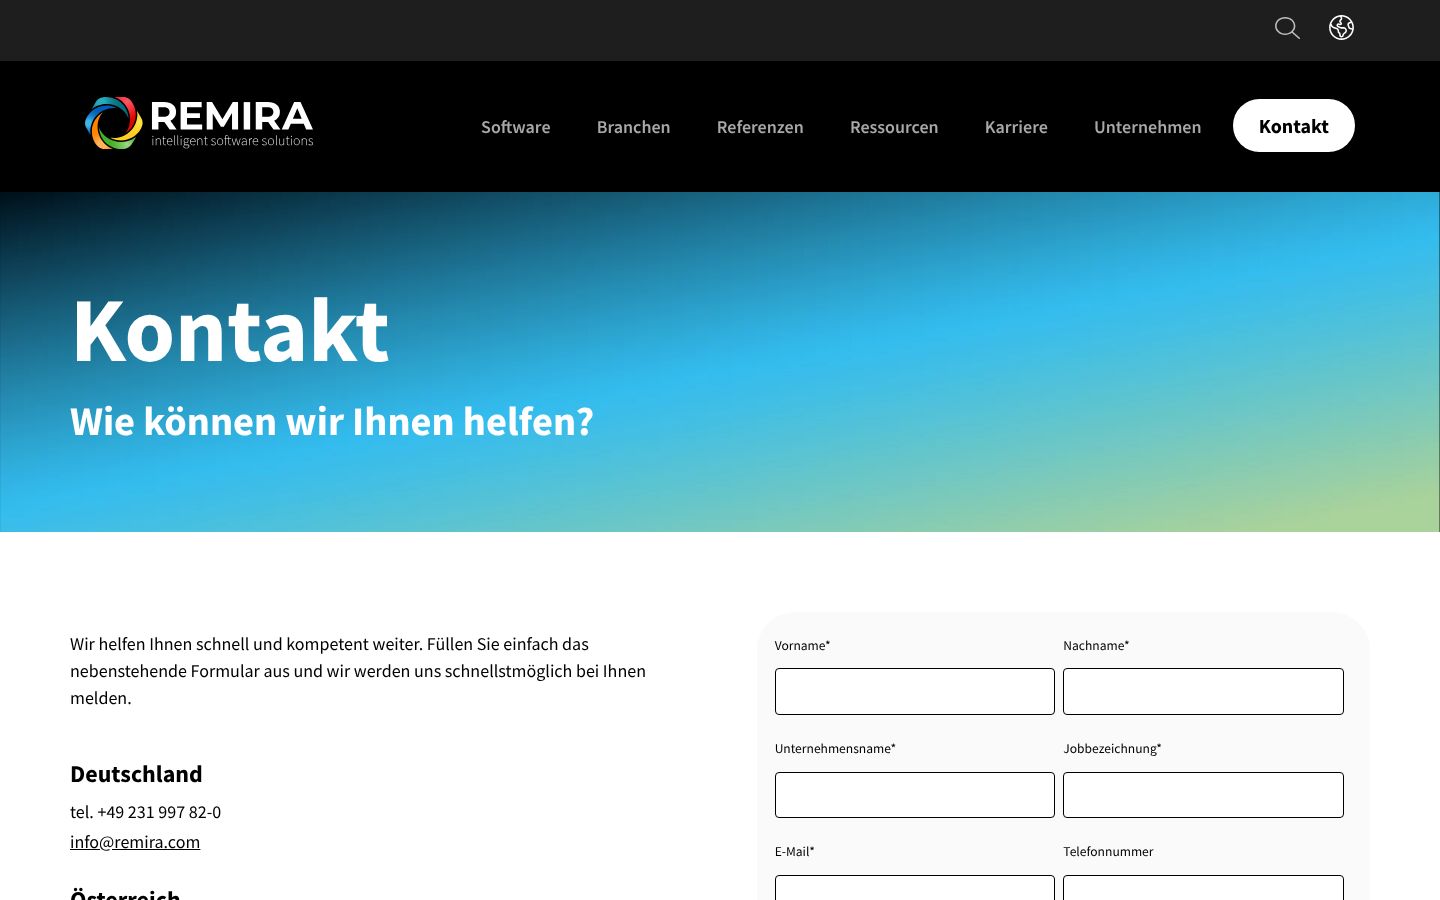 REMIRA
intelligent software solutions
Software Branchen Referenzen Ressourcen Karriere Unternehmen Kontakt
Kontakt
Wie können wir Ihnen helfen?
Wir helfen Ihnen schnell und kompetent weiter. Füllen Sie einfach das
nebenstehende Formular aus und wir werden uns schnellstmöglich bei Ihnen
melden.
Deutschland
tel. +49 231 997 82-0
info@remira.com
Österreich
Vorname* Nachname*
Unternehmensname* Jobbezeichnung*
E-Mail* Telefonnummer